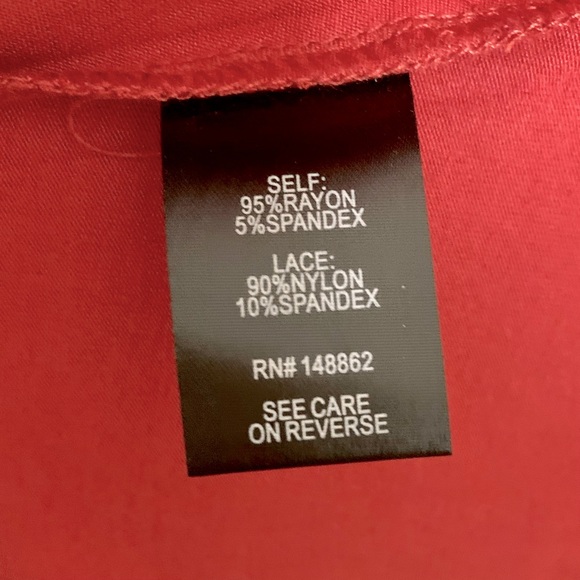 SELF:
95%RAYON
5%SPANDEX
LACE:
90%NYLON
10%SPANDEX
RN# 148862
SEE CARE
ON REVERSE